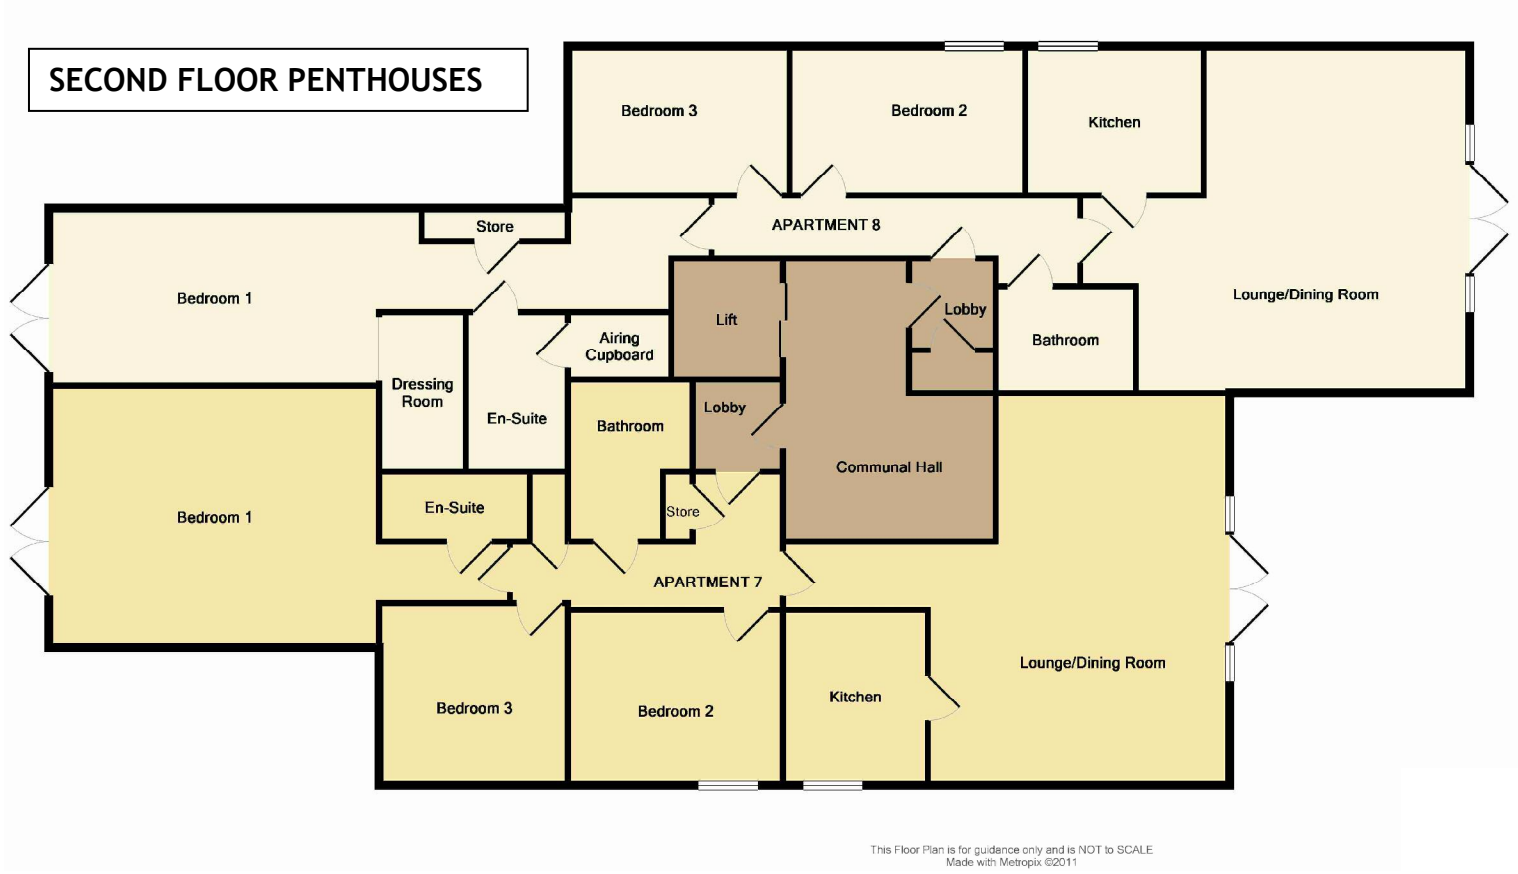 SECOND FLOOR PENTHOUSES
Bedroom 3
Bedroom 2
Kitchen
Store
APARTMENT 8
Bedroom 1
Lounge/Dining Room
Lift
Lobby
Airing
Cupboard
Bathroom
Dressing
Room
En-Suite
Lobby
Bathroom
Communal Hall
Bedroom 1
En-Suite
Store
APARTMENT 7
Lounge/Dining Room
Bedroom 3
Bedroom 2
Kitchen
This Floor Plan is for guidance only and is NOT to SCALE
Made with Metropix ©2011